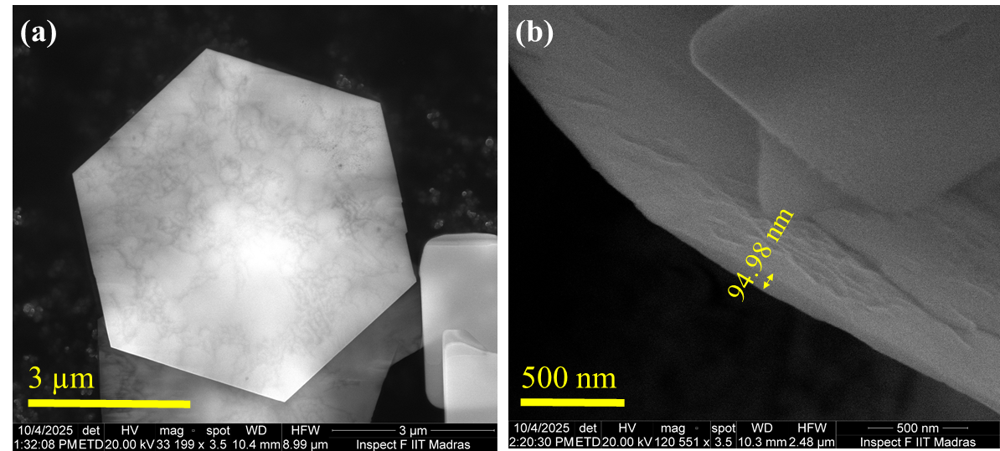 (a)
3 µm
10/4/2025 det HV mag ▫ spot WD HFW 3 µm
1:32:08 PM ETD 20.00 kV 33 199 x 3.5 10.4 mm 8.99 µm Inspect F IIT Madras
(b)
94.98 nm
500 nm
10/4/2025 det HV mag ▫ spot WD HFW 500 nm
2:20:30 PM ETD 20.00 kV 120 551 x 3.5 10.3 mm 2.48 µm Inspect F IIT Madras